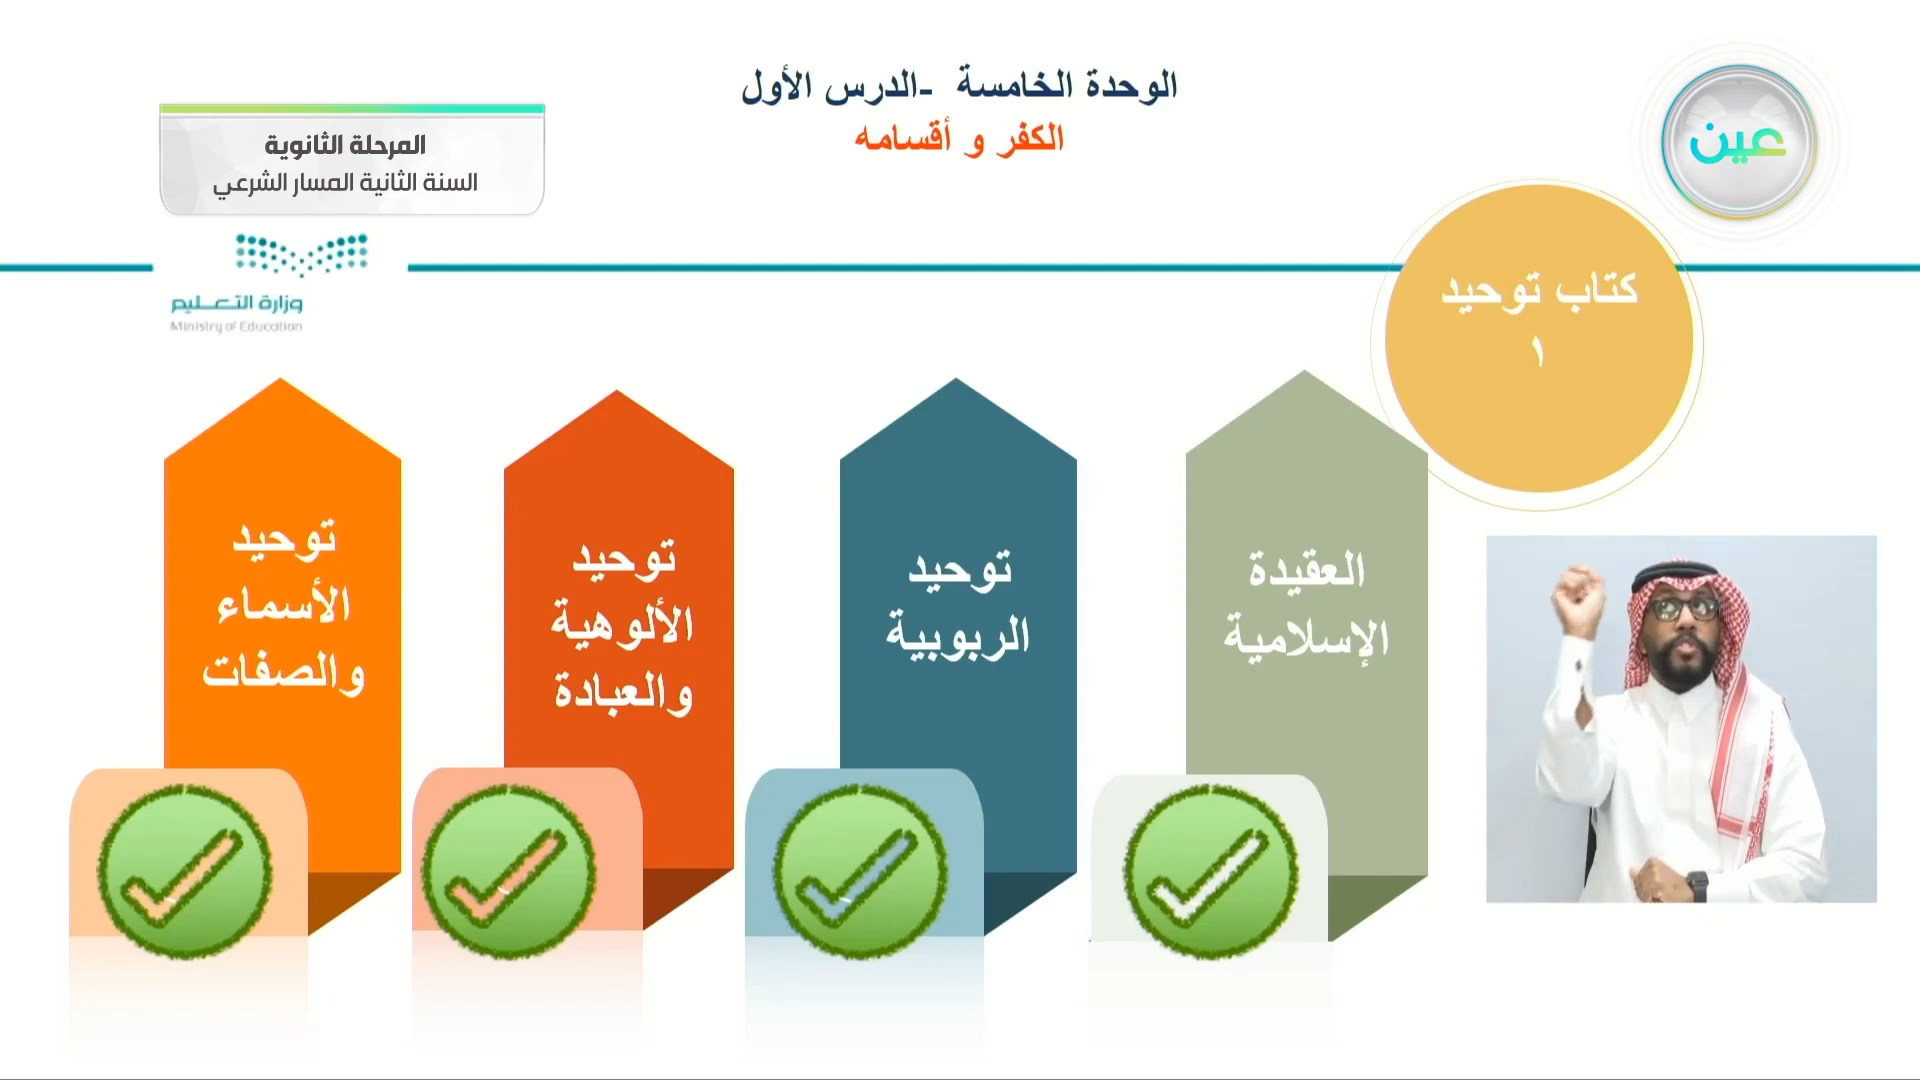 الوحدة الخامسة -الدرس الأول
الكفر و أقسامه
عين
المرحلة الثانوية
السنة الثانية المسار الشرعي
وزارة التعـليم
Ministry of Education
كتاب توحيد
١
العقيدة
الإسلامية
توحيد
الربوبية
توحيد
الألوهية
والعبادة
توحيد
الأسماء
والصفات